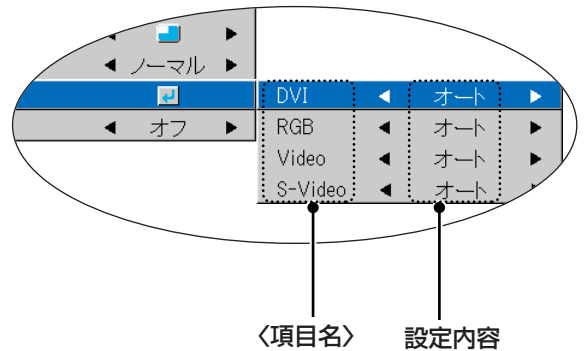 ◀ ▶
◀ ノーマル ▶
DVI ◀ オート ▶
◀ オフ ▶ RGB ◀ オート ▶
Video ◀ オート ▶
S-Video ◀ オート ▶
〈項目名〉 設定内容